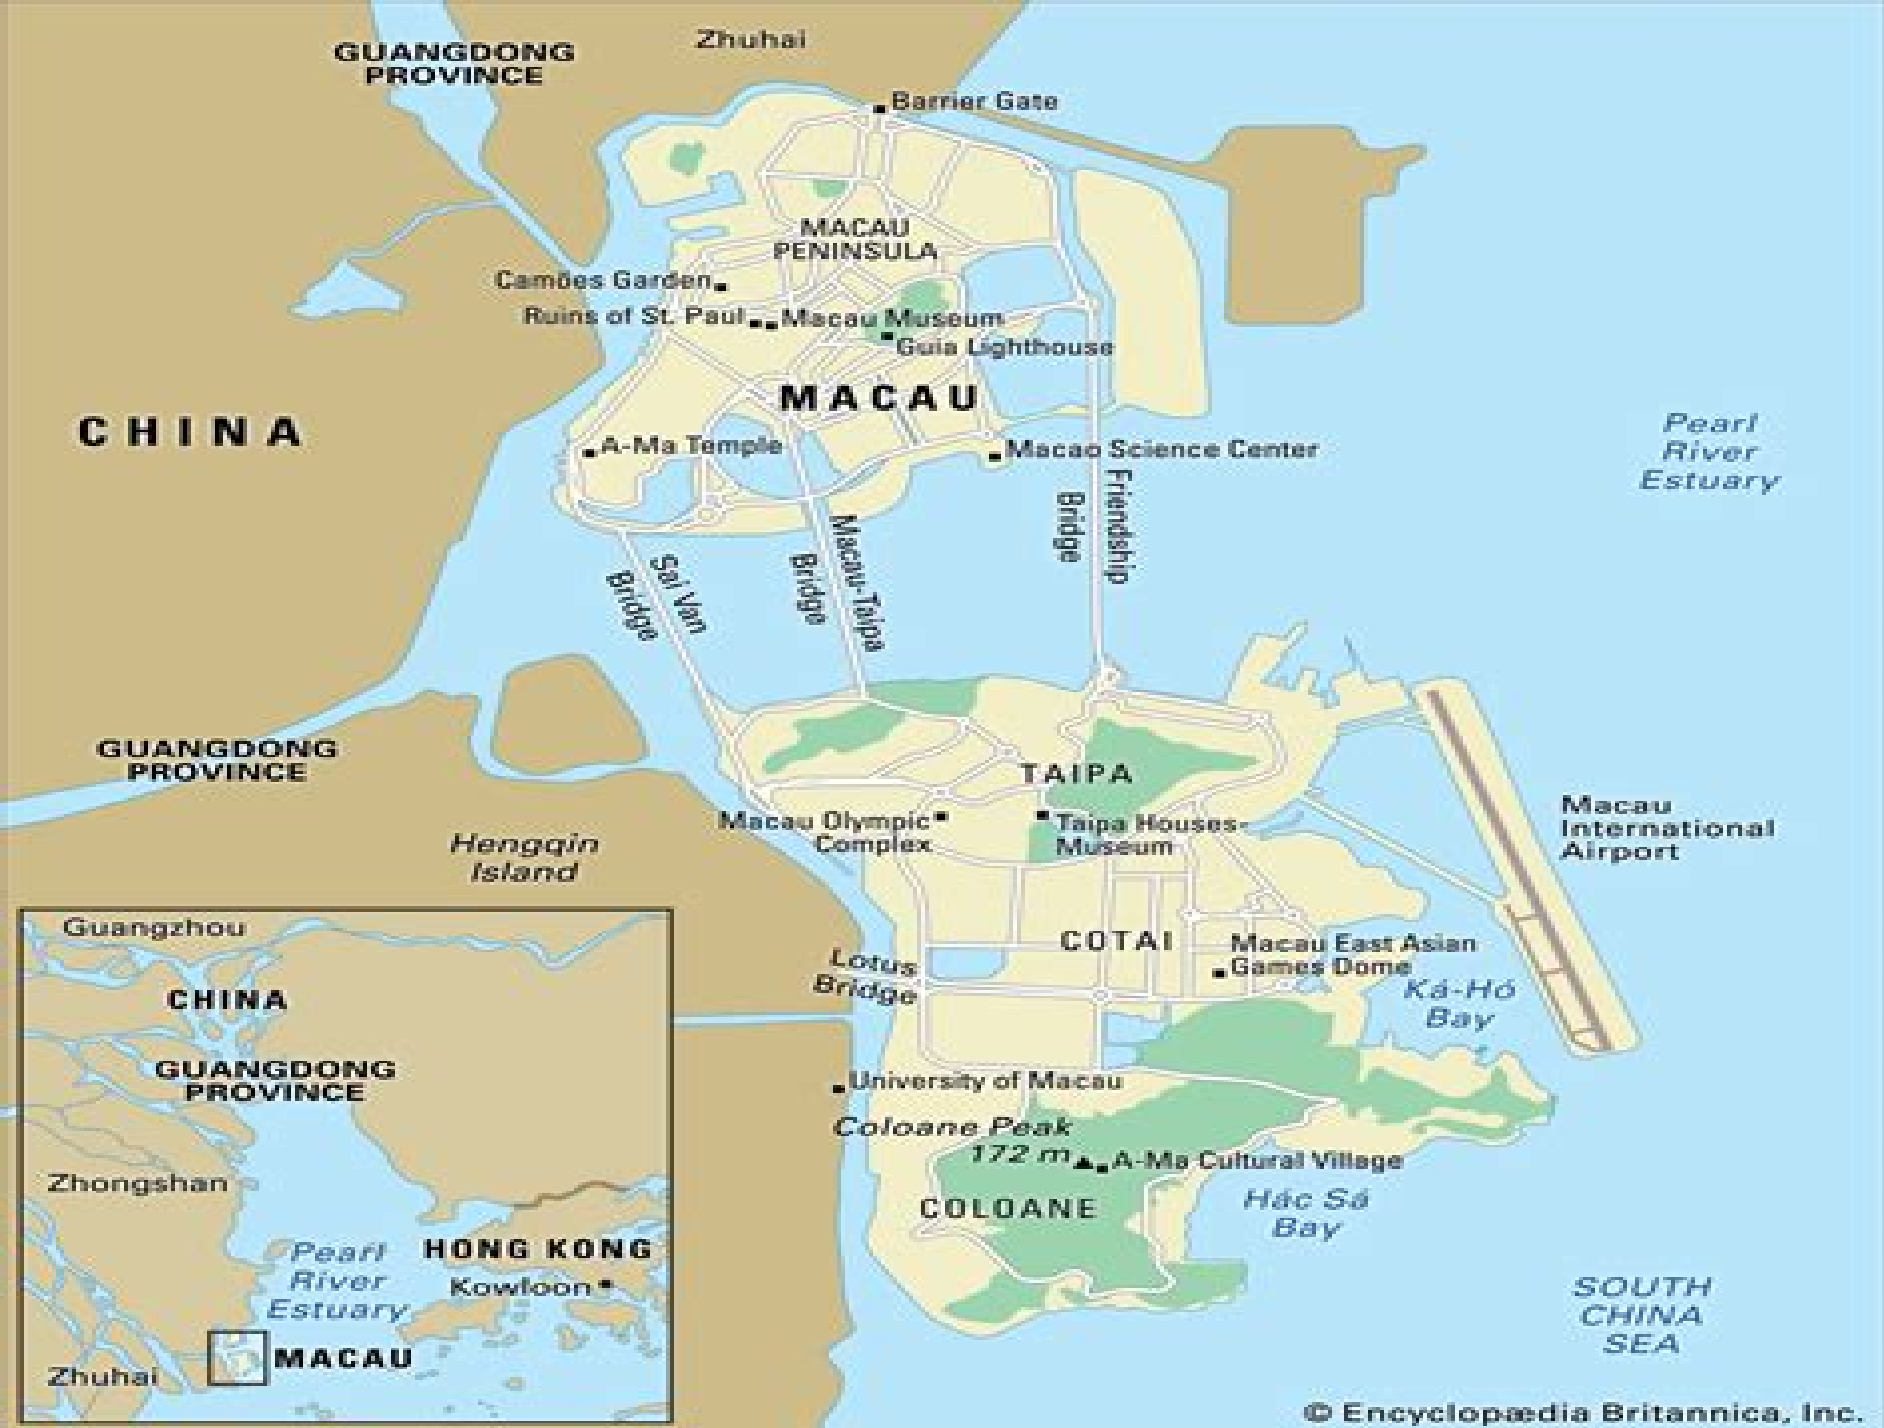 GUANGDONG
PROVINCE
Zhuhai
Barrier Gate
MACAU
PENINSULA
Camões Garden
Ruins of St. Paul
Macau Museum
Guia Lighthouse
MACAU
CHINA
A-Ma Temple
Macao Science Center
Pearl
River
Estuary
Friendship
Bridge
Macau-Taipa
Bridge
Sai Van
Bridge
GUANGDONG
PROVINCE
TAIPA
Macau Olympic
Complex
Taipa Houses-
Museum
Macau
International
Airport
Hengqin
Island
COTAI
Macau East Asian
Games Dome
Lotus
Bridge
Ká-Hó
Bay
University of Macau
Coloane Peak
172 m
A-Ma Cultural Village
COLOANE
Hác Sá
Bay
SOUTH
CHINA
SEA
Guangzhou
CHINA
GUANGDONG
PROVINCE
Zhongshan
Pearl
River
Estuary
HONG KONG
Kowloon
MACAU
Zhuhai
© Encyclopædia Britannica, Inc.